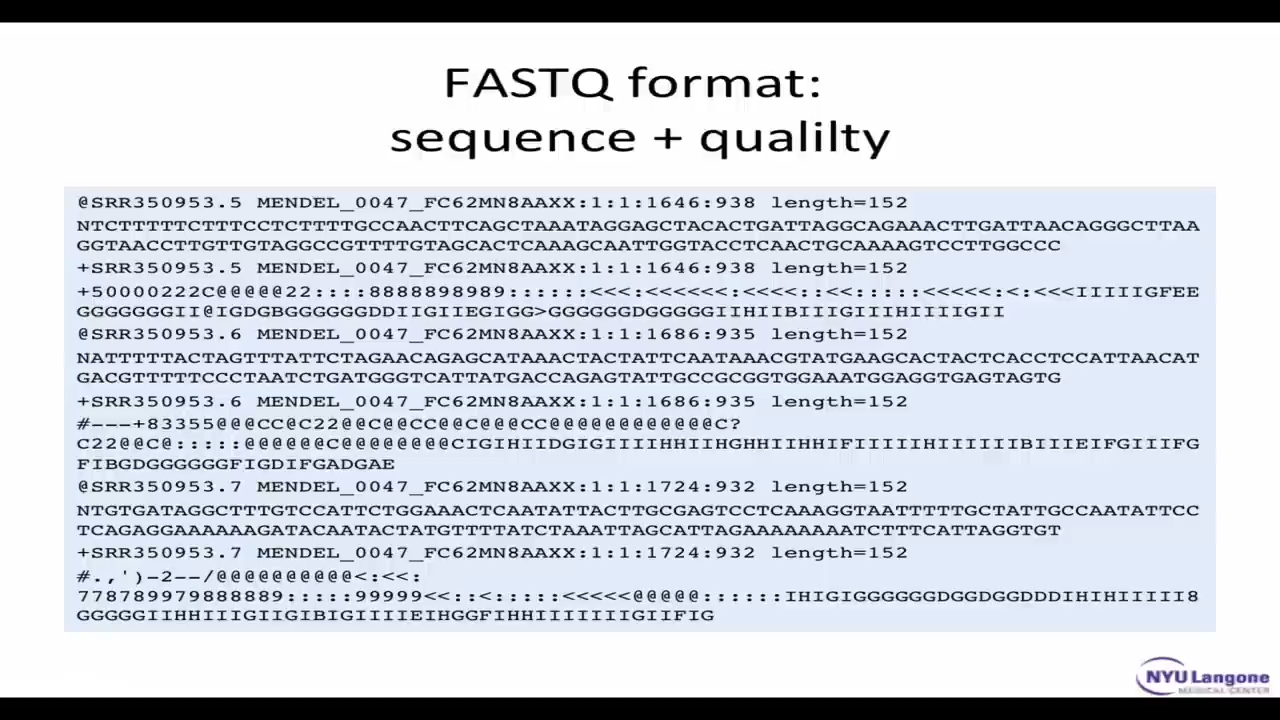 FASTQ format:
sequence + qualilty
@SRR350953.5 MENDEL_0047_FC62MN8AAXX:1:1:1646:938 length=152
NTCTTTTTCTTTCCTCTTTTGCCAACTTCAGCTAAATAGGAGCTACACTGATTAGGCAGAAACTTGATTAACAGGGCTTAA
GGTAACCTTGTTGTAGGCCGTTTTGTAGCACTCAAAGCAATTGGTACCTCAACTGCAAAAGTCCTTGGCCC
+SRR350953.5 MENDEL_0047_FC62MN8AAXX:1:1:1646:938 length=152
+50000222C@@@@@22::::8888898989::::::<<<:<<<<<<:<<<<::<<:::::<<<<<:<:<<<IIIIIGFEE
GGGGGGGII@IGDGBGGGGGGDDIIGIIEGIGG>GGGGGGDGGGGGIIHIIBIIIGIIIHIIIIGII
@SRR350953.6 MENDEL_0047_FC62MN8AAXX:1:1:1686:935 length=152
NATTTTTACTAGTTTATTCTAGAACAGAGCATAAACTACTATTCAATAAACGTATGAAGCACTACTCACCTCCATTAACAT
GACGTTTTTCCCTAATCTGATGGGTCATTATGACCAGAGTATTGCCGCGGTGGAAATGGAGGTGAGTAGTG
+SRR350953.6 MENDEL_0047_FC62MN8AAXX:1:1:1686:935 length=152
#---+83355@@@CC@C22@@C@@CC@@C@@@CC@@@@@@@@@@@@C?
C22@@C@:::::@@@@@@C@@@@@@@@CIGIHIIDGIGIIIIHHIIHGHHIIHHIFIIIIIHIIIIIIBIIIEIFGIIIFG
FIBGDGGGGGGFIGDIFGADGAE
@SRR350953.7 MENDEL_0047_FC62MN8AAXX:1:1:1724:932 length=152
NTGTGATAGGCTTTGTCCATTCTGGAAACTCAATATTACTTGCGAGTCCTCAAAGGTAATTTTTGCTATTGCCAATATTCC
TCAGAGGAAAAAAGATACAATACTATGTTTTATCTAAATTAGCATTAGAAAAAAAATCTTTCATTAGGTGT
+SRR350953.7 MENDEL_0047_FC62MN8AAXX:1:1:1724:932 length=152
#.,')-2--/@@@@@@@@@@<:<<:
778789979888889:::::99999<<::<:::::<<<<<@@@@@::::::IHIGIGGGGGGDGGDGGDDDIHIHIIIII8
GGGGGIIHHIIIGIIGIBIGIIIIEIHGGFIHHIIIIIIIGIIFIG
NYU Langone
MEDICAL CENTER